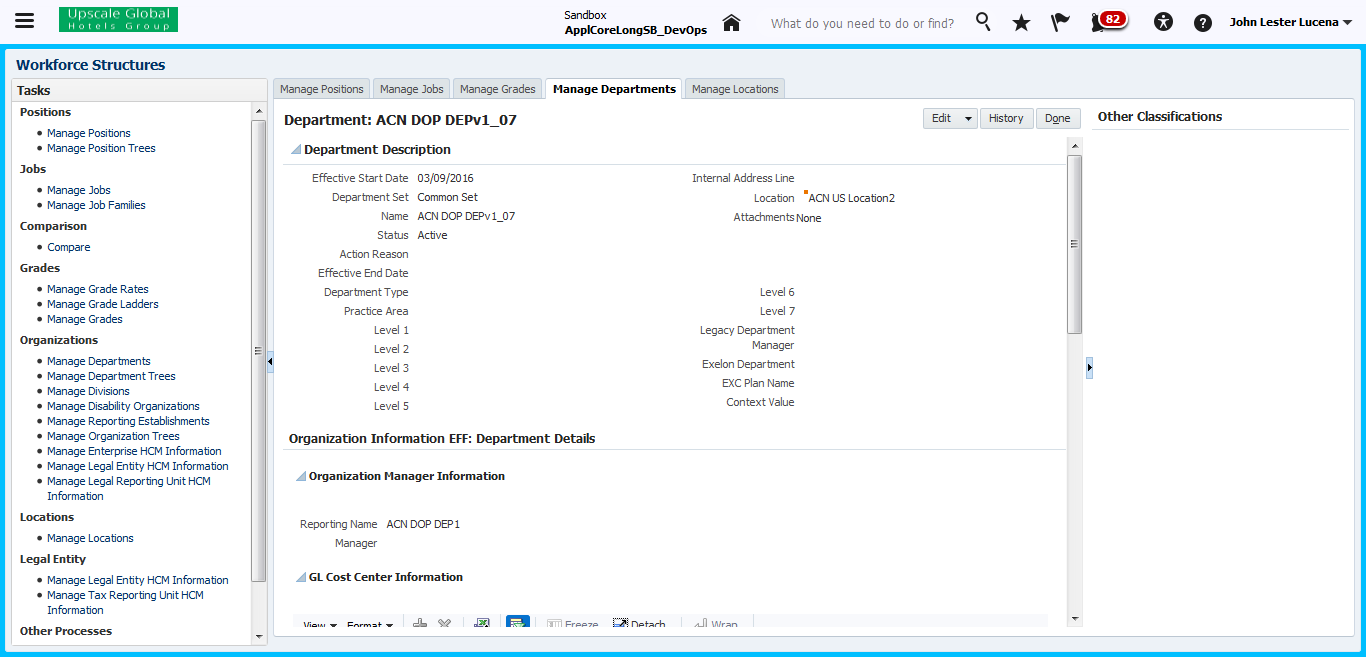 Upscale Global
Hotels Group
Sandbox
ApplCoreLongSB_DevOps
What do you need to do or find?
82
John Lester Lucena
Workforce Structures
Tasks
Positions
Manage Positions
Manage Position Trees
Jobs
Manage Jobs
Manage Job Families
Comparison
Compare
Grades
Manage Grade Rates
Manage Grade Ladders
Manage Grades
Organizations
Manage Departments
Manage Department Trees
Manage Divisions
Manage Disability Organizations
Manage Reporting Establishments
Manage Organization Trees
Manage Enterprise HCM Information
Manage Legal Entity HCM Information
Manage Legal Reporting Unit HCM
Information
Locations
Manage Locations
Legal Entity
Manage Legal Entity HCM Information
Manage Tax Reporting Unit HCM
Information
Other Processes
Manage Positions
Manage Jobs
Manage Grades
Manage Departments
Manage Locations
Department: ACN DOP DEPv1_07
Edit
History
Done
Department Description
Effective Start Date 03/09/2016
Department Set Common Set
Name ACN DOP DEPv1_07
Status Active
Action Reason
Effective End Date
Department Type
Practice Area
Level 1
Level 2
Level 3
Level 4
Level 5
Internal Address Line
Location ACN US Location2
Attachments None
Level 6
Level 7
Legacy Department
Manager
Exelon Department
EXC Plan Name
Context Value
Organization Information EFF: Department Details
Organization Manager Information
Reporting Name ACN DOP DEP1
Manager
GL Cost Center Information
View Format Freeze Detach Wrap
Other Classifications